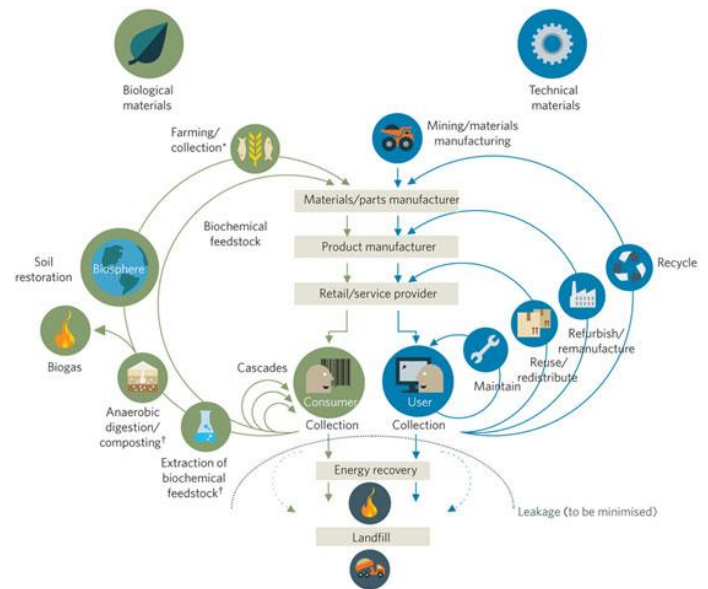 Biological
materials
Technical
materials
Farming/
collection*
Mining/materials
manufacturing
Materials/parts manufacturer
Biochemical
feedstock
Product manufacturer
Soil
restoration
Biosphere
Recycle
Retail/service provider
Refurbish/
remanufacture
Reuse/
redistribute
Biogas
Cascades
Maintain
Consumer
User
Anaerobic
digestion/
composting†
Collection
Collection
Extraction of
biochemical
feedstock†
Energy recovery
Leakage (to be minimised)
Landfill